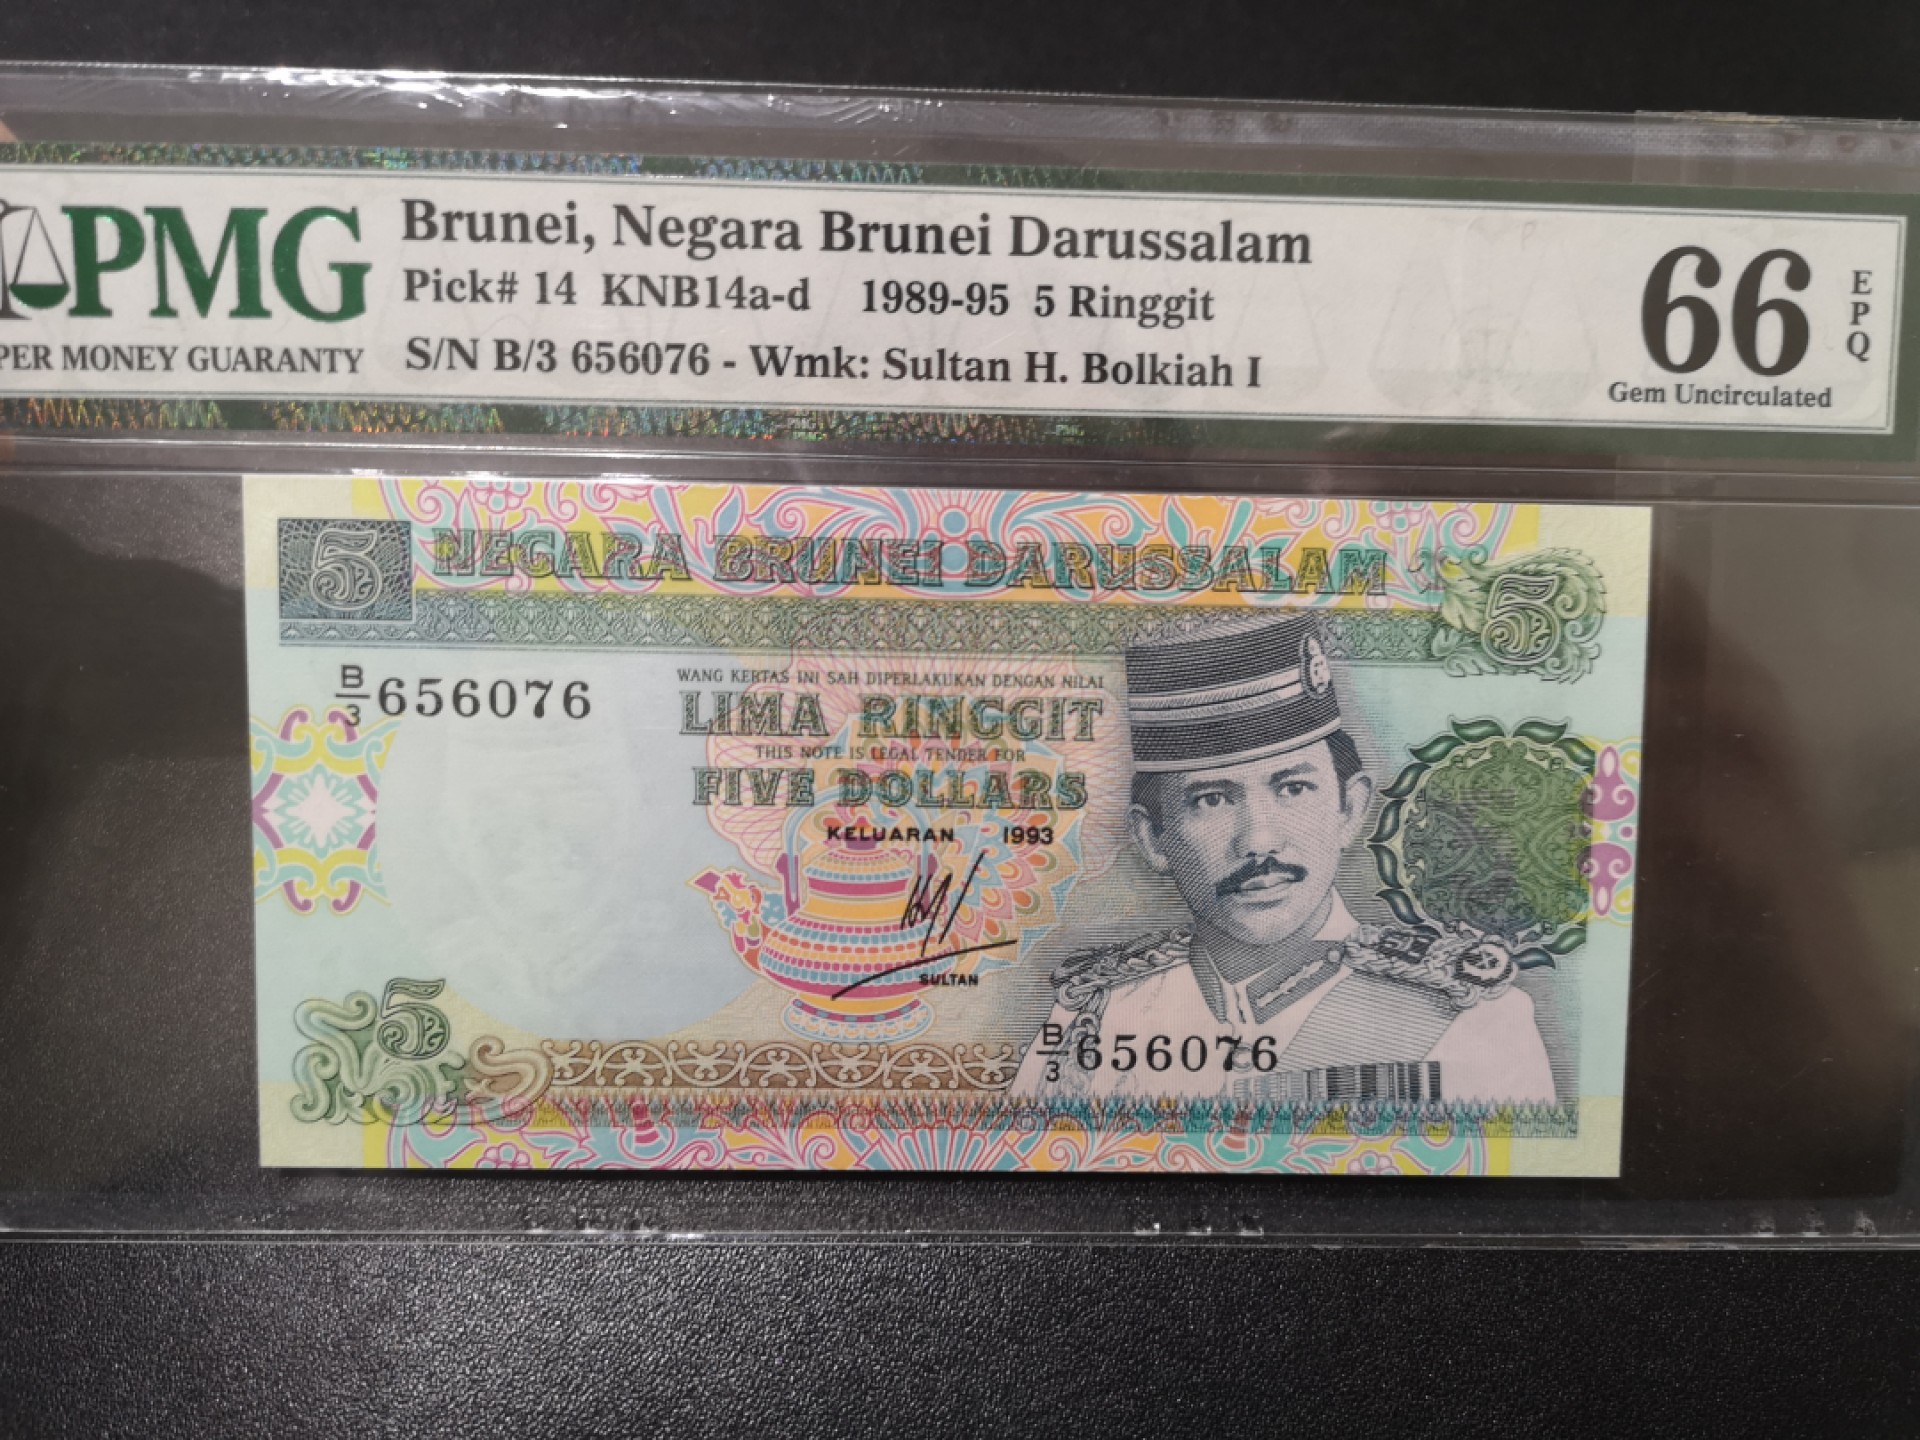 PMG
PER MONEY GUARANTY
Brunei, Negara Brunei Darussalam
Pick# 14 KNB14a-d 1989-95 5 Ringgit
S/N B/3 656076 - Wmk: Sultan H. Bolkiah I
66
EPQ
Gem Uncirculated
5
NEGARA BRUNEI DARUSSALAM
5
B/3 656076
WANG KERTAS INI SAH DIPERLAKUKAN DENGAN NILAI
LIMA RINGGIT
THIS NOTE IS LEGAL TENDER FOR
FIVE DOLLARS
KELUARAN 1993
SULTAN
5
B/3 656076